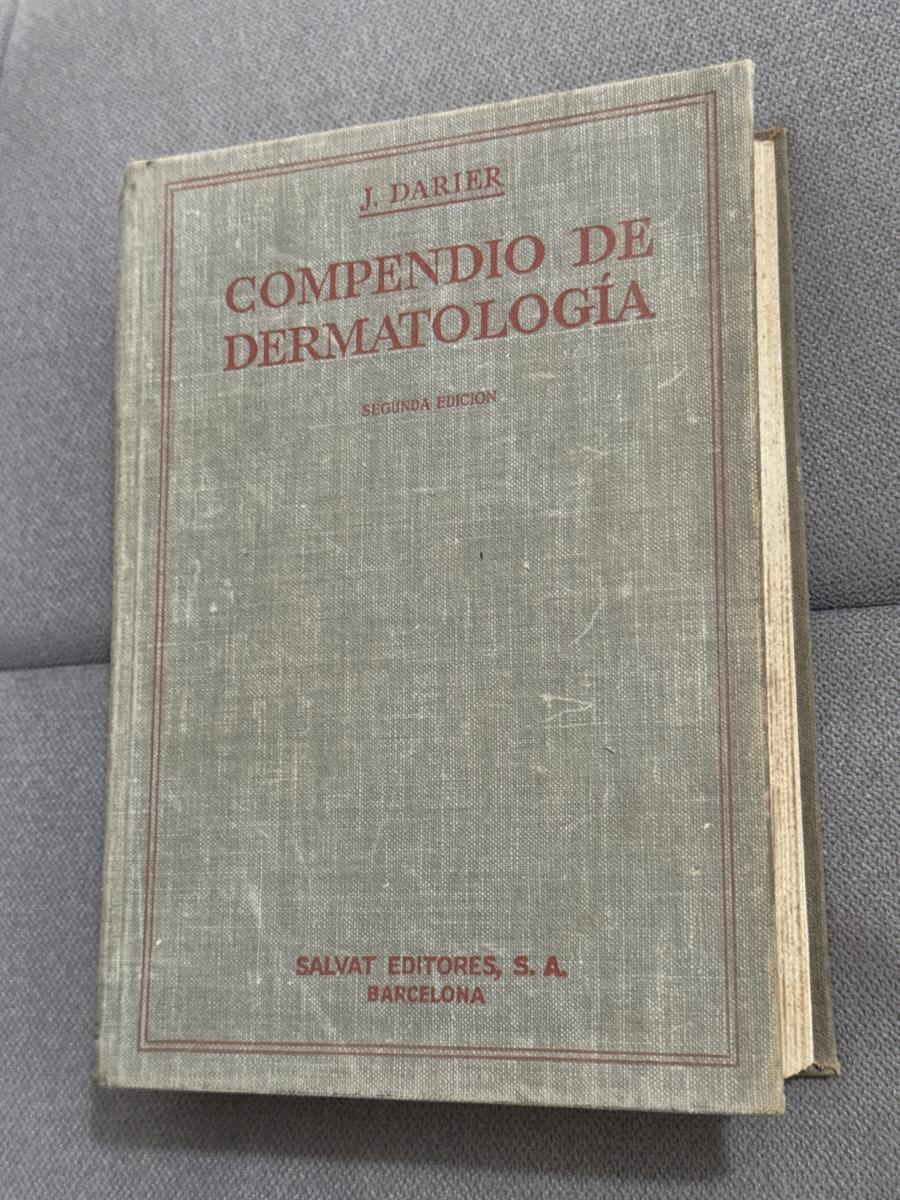 J. DARIER
COMPENDIO DE
DERMATOLOGÍA
SEGUNDA EDICION
SALVAT EDITORES, S. A.
BARCELONA